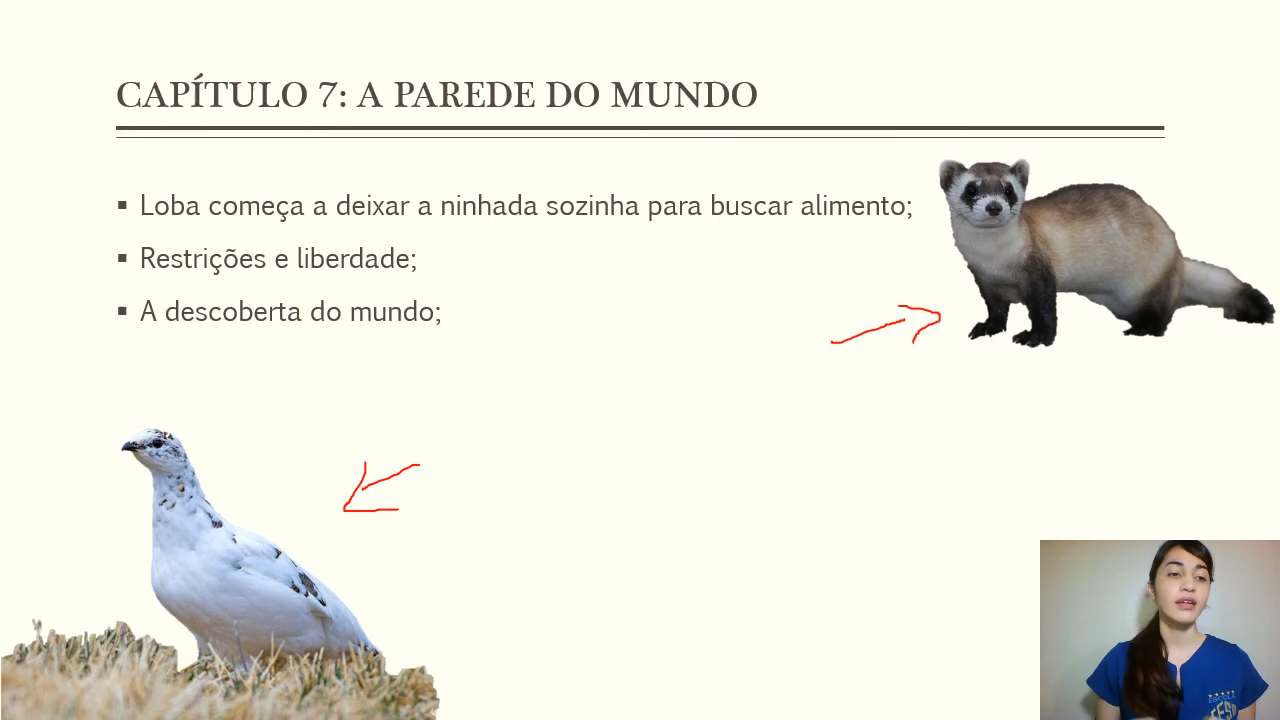 CAPÍTULO 7: A PAREDE DO MUNDO
▪ Loba começa a deixar a ninhada sozinha para buscar alimento;
▪ Restrições e liberdade;
▪ A descoberta do mundo;